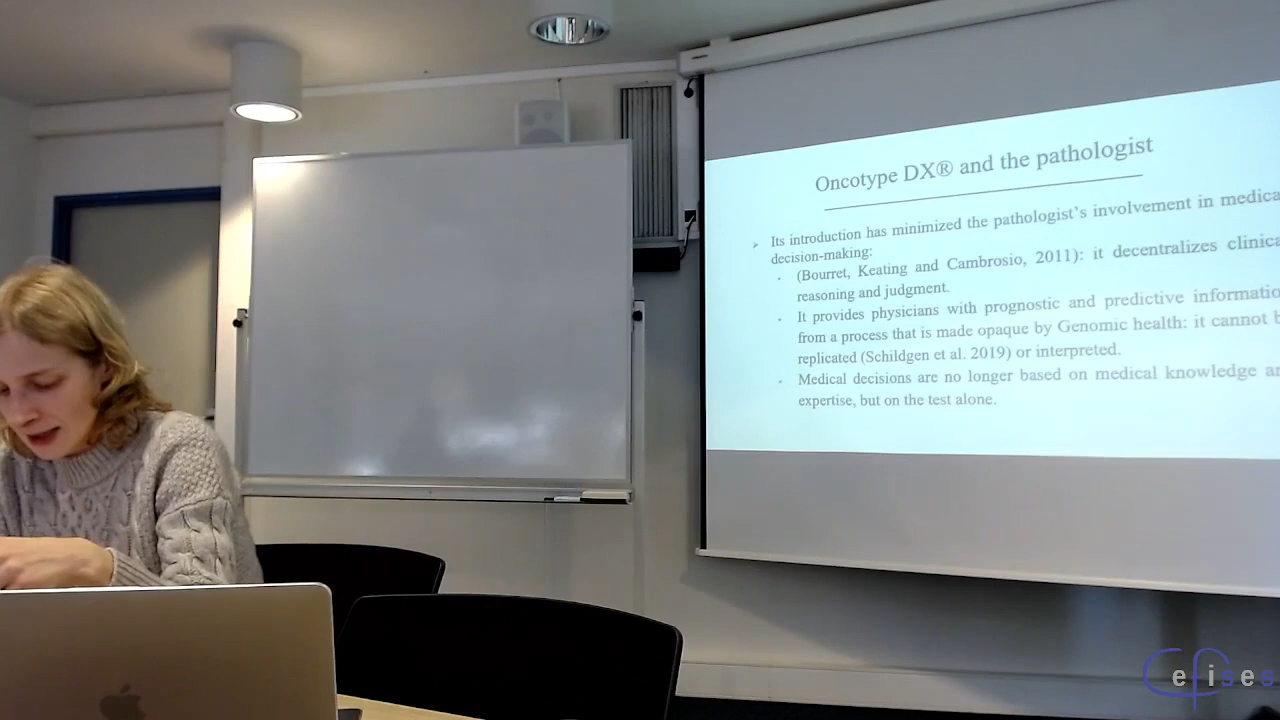 Oncotype DX® and the pathologist
Its introduction has minimized the pathologist's involvement in medica
decision-making:
(Bourret, Keating and Cambrosio, 2011): it decentralizes clinica
reasoning and judgment.
It provides physicians with prognostic and predictive informatio
from a process that is made opaque by Genomic health: it cannot b
replicated (Schildgen et al. 2019) or interpreted.
Medical decisions are no longer based on medical knowledge an
expertise, but on the test alone.
Cefises